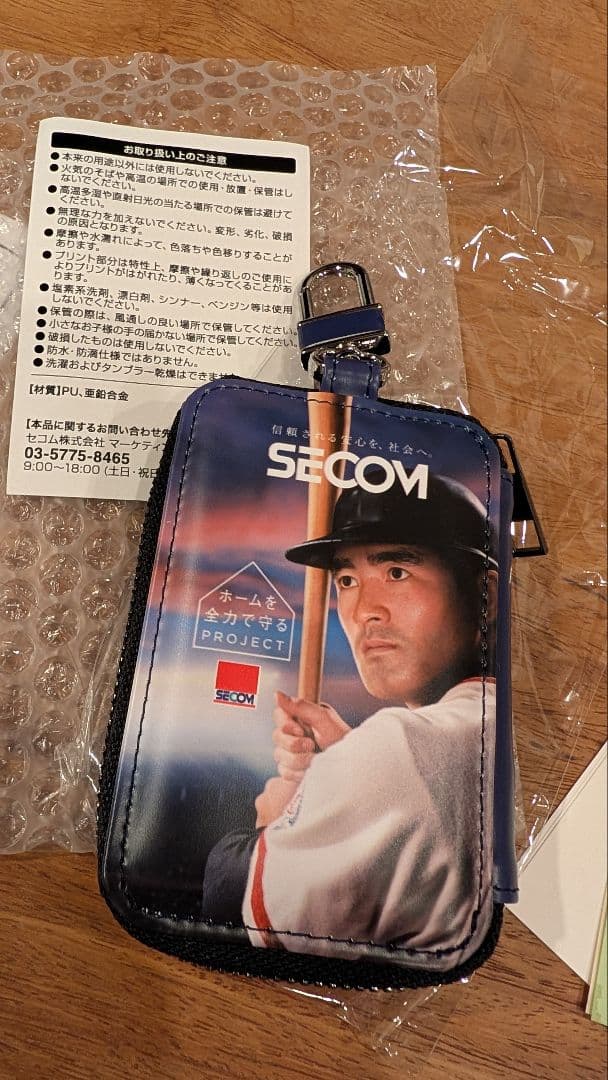 お取り扱い上のご注意
●本来の用途以外には使用しないでください。
●火気のそばや高温の場所での使用・放置・保管はし
ないでください。
●高温多湿や直射日光の当たる場所での保管は避けて
ください。
●無理な力を加えないでください。変形、劣化、破損
の原因となります。
●摩擦や水濡れによって、色落ちや色移りすることが
あります。
●プリント部分は特性上、摩擦や繰り返しのご使用に
よりプリントがはがれたり、薄くなってくることがあ
ります。
●塩素系洗剤、漂白剤、シンナー、ベンジン等は使用
しないでください。
●保管の際は、風通しの良い場所で保管してください。
●小さなお子様の手の届かない場所で保管してください。
●破損したものは使用しないでください。
●防水・防滴仕様ではありません。
●洗濯およびタンブラー乾燥はできませ
【材質】PU、亜鉛合金
【本品に関するお問い合わせ先
セコム株式会社 マーケティ
03-5775-8465
9:00〜18:00（土日・祝日
信頼される安心を、社会へ。
SECOM
ホームを
全力で守る
PROJECT
SECOM